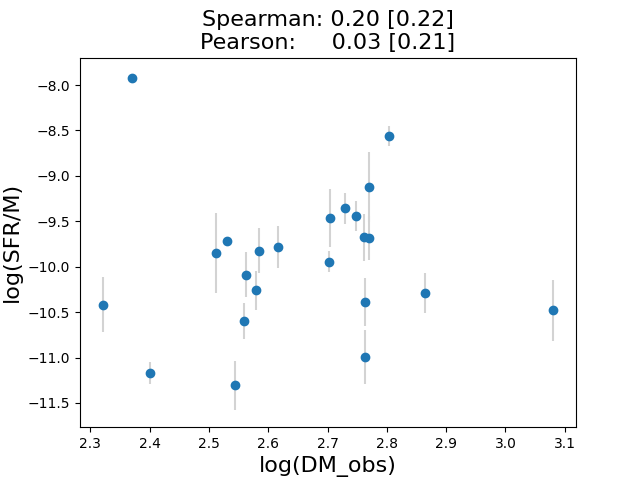 Spearman: 0.20 [0.22]
Pearson: 0.03 [0.21]
−8.0
−8.5
−9.0
−9.5
−10.0
−10.5
−11.0
−11.5
log(SFR/M)
2.3 2.4 2.5 2.6 2.7 2.8 2.9 3.0 3.1
log(DM_obs)